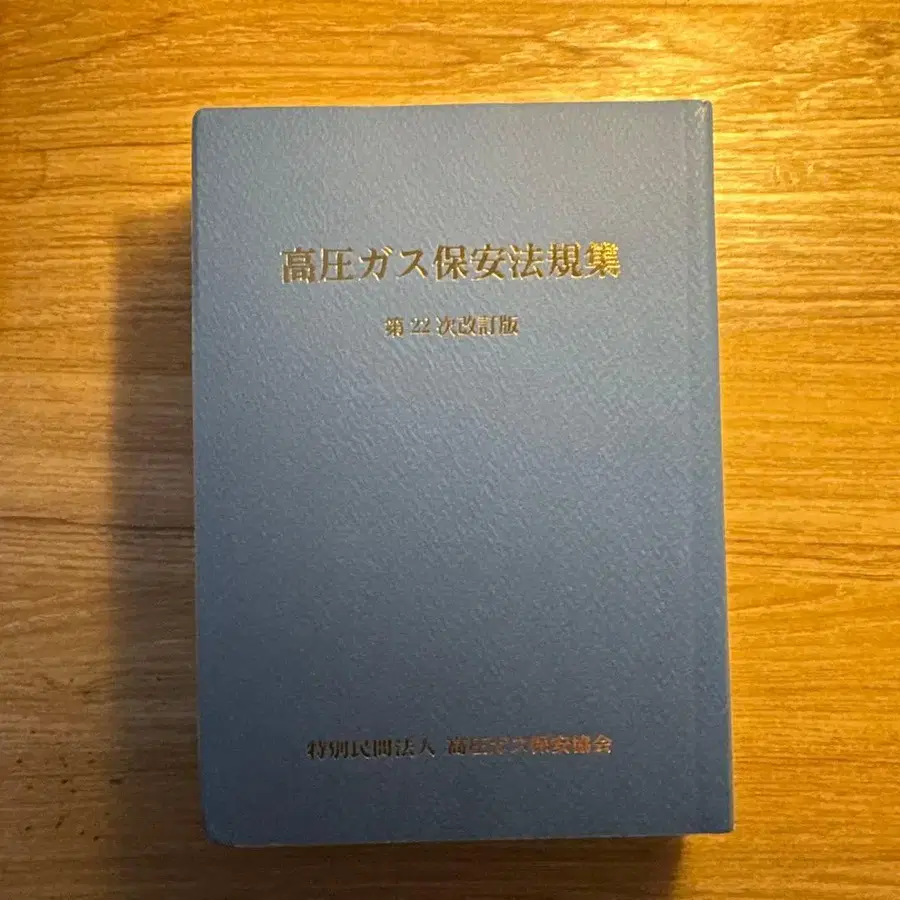 高圧ガス保安法規集
第22次改訂版
特別民間法人 高圧ガス保安協会